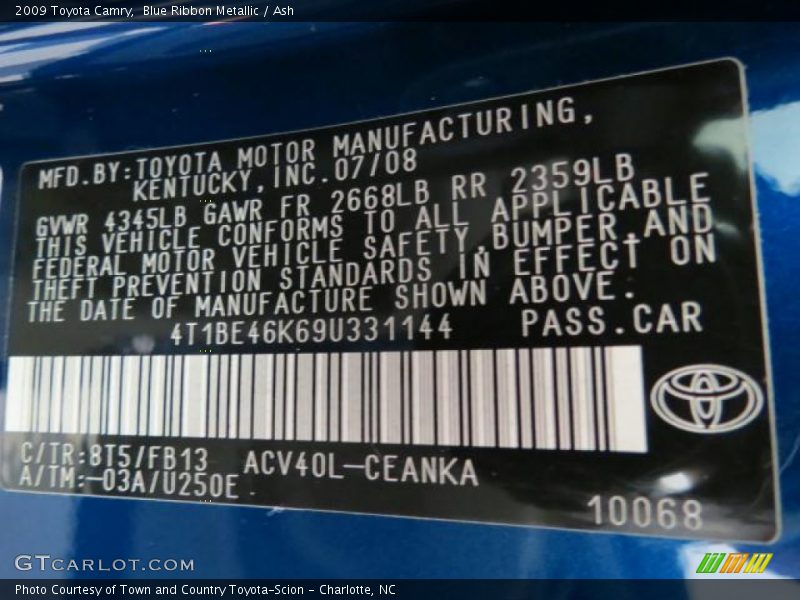 2009 Toyota Camry,  Blue Ribbon Metallic / Ash
MFD.BY:TOYOTA MOTOR MANUFACTURING,
KENTUCKY,INC.07/08
GVWR 4345LB GAWR FR 2668LB RR 2359LB
THIS VEHICLE CONFORMS TO ALL APPLICABLE
FEDERAL MOTOR VEHICLE SAFETY,BUMPER,AND
THEFT PREVENTION STANDARDS IN EFFECT ON
THE DATE OF MANUFACTURE SHOWN ABOVE.
4T1BE46K69U331144 PASS.CAR
C/TR:8T5/FB13 ACV40L-CEANKA
A/TM:-03A/U250E
10068
GTCARLOT.COM
Photo Courtesy of Town and Country Toyota-Scion - Charlotte, NC